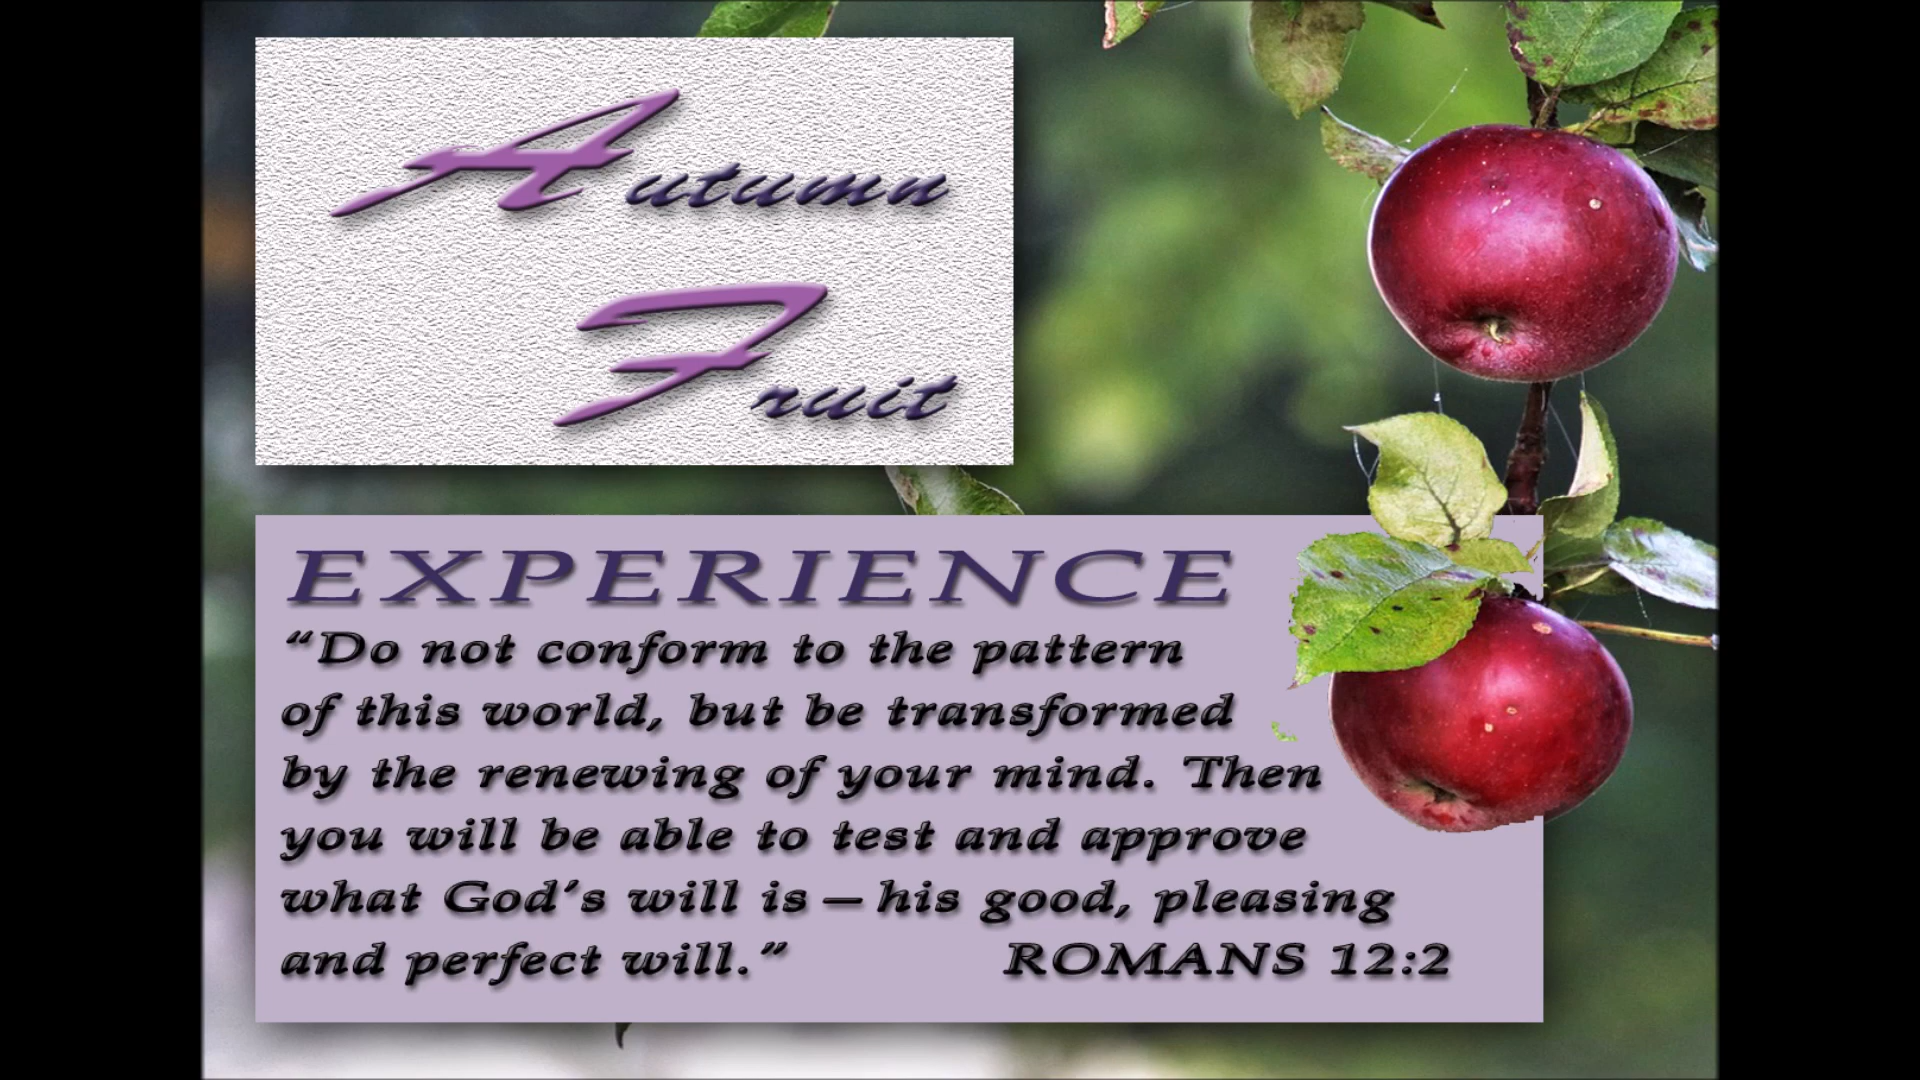 Autumn
Fruit
EXPERIENCE
“Do not conform to the pattern
of this world, but be transformed
by the renewing of your mind. Then
you will be able to test and approve
what God’s will is — his good, pleasing
and perfect will.” ROMANS 12:2